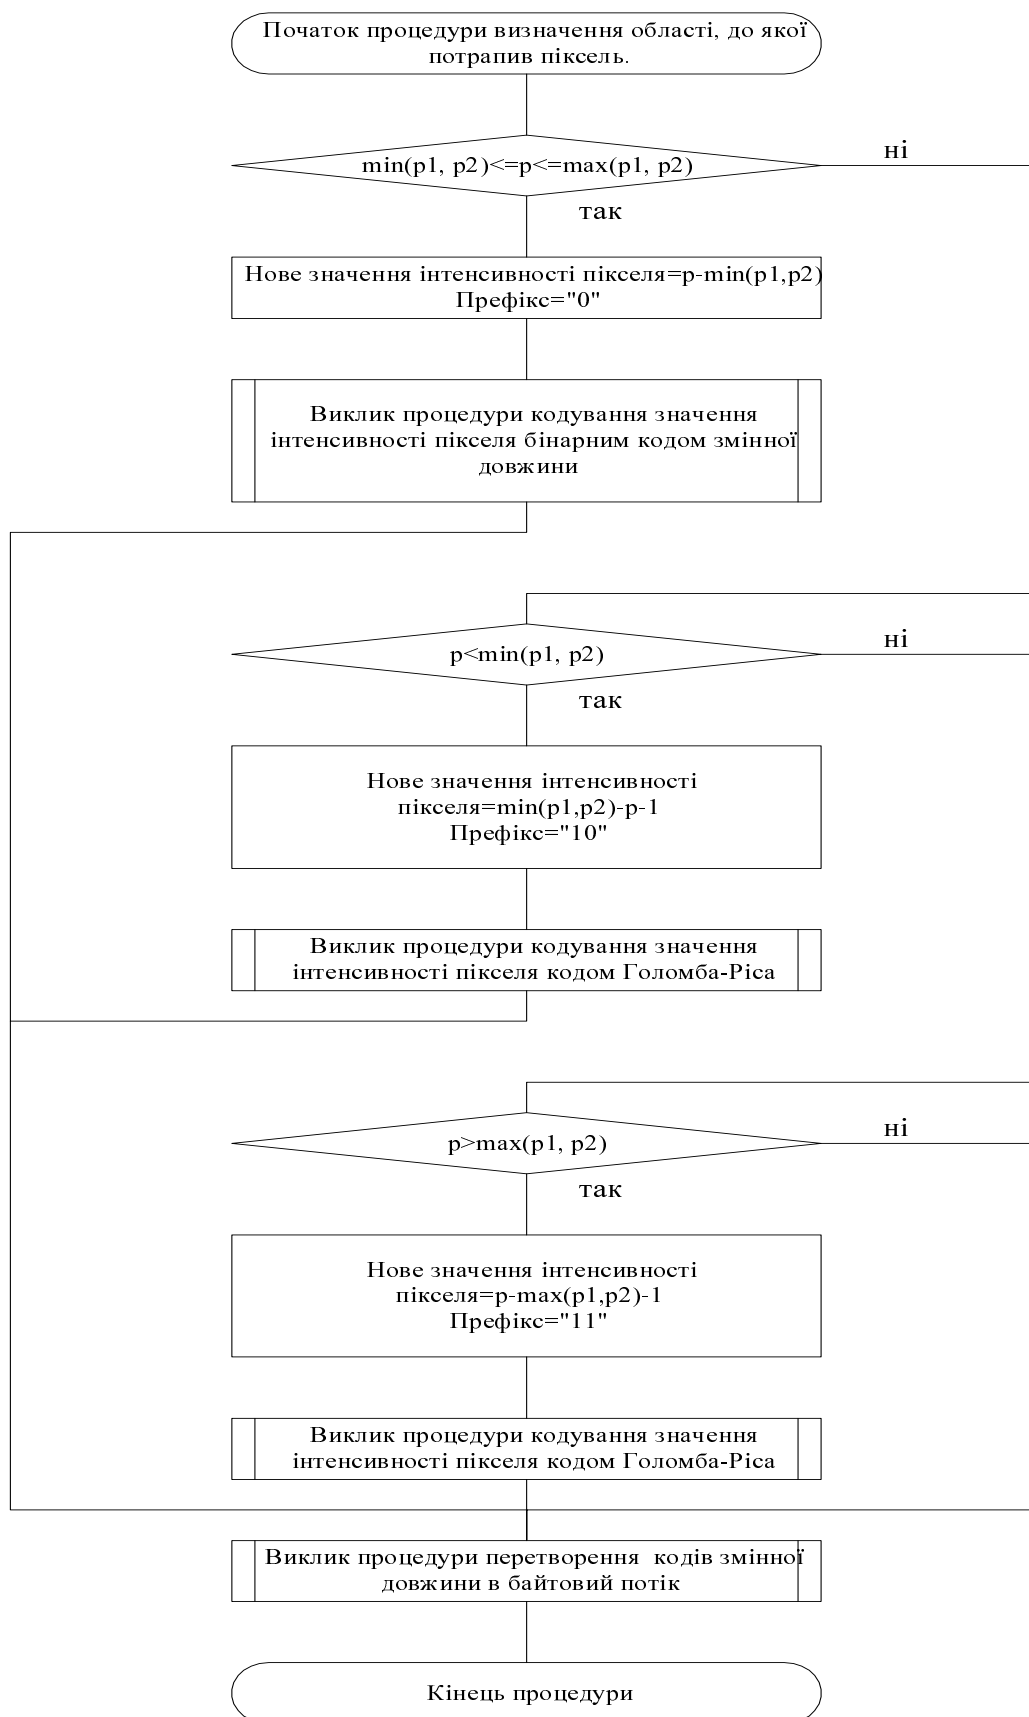 Початок процедури визначення області, до якої
потрапив піксель.
min(p1, p2)<=p<=max(p1, p2)
ні
так
Нове значення інтенсивності пікселя=p-min(p1,p2)
Префікс="0"
Виклик процедури кодування значення
інтенсивності пікселя бінарним кодом змінної
довжини
p<min(p1, p2)
ні
так
Нове значення інтенсивності
пікселя=min(p1,p2)-p-1
Префікс="10"
Виклик процедури кодування значення
інтенсивності пікселя кодом Голомба-Ріса
p>max(p1, p2)
ні
так
Нове значення інтенсивності
пікселя=p-max(p1,p2)-1
Префікс="11"
Виклик процедури кодування значення
інтенсивності пікселя кодом Голомба-Ріса
Виклик процедури перетворення кодів змінної
довжини в байтовий потік
Кінець процедури